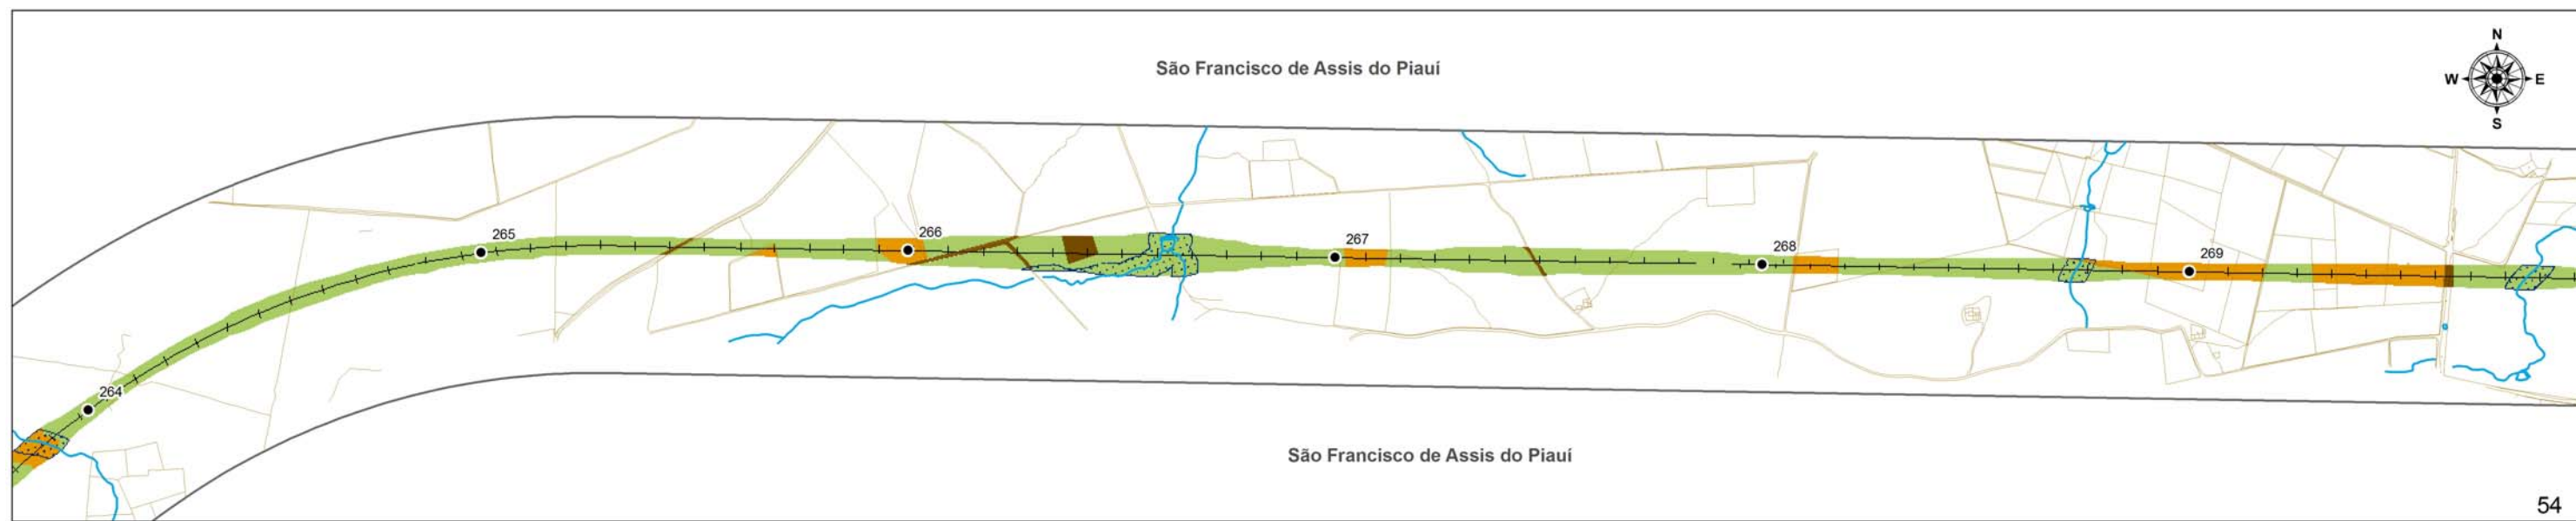 São Francisco de Assis do Piauí
N
W E
S
264
265
266
267
268
269
São Francisco de Assis do Piauí
54